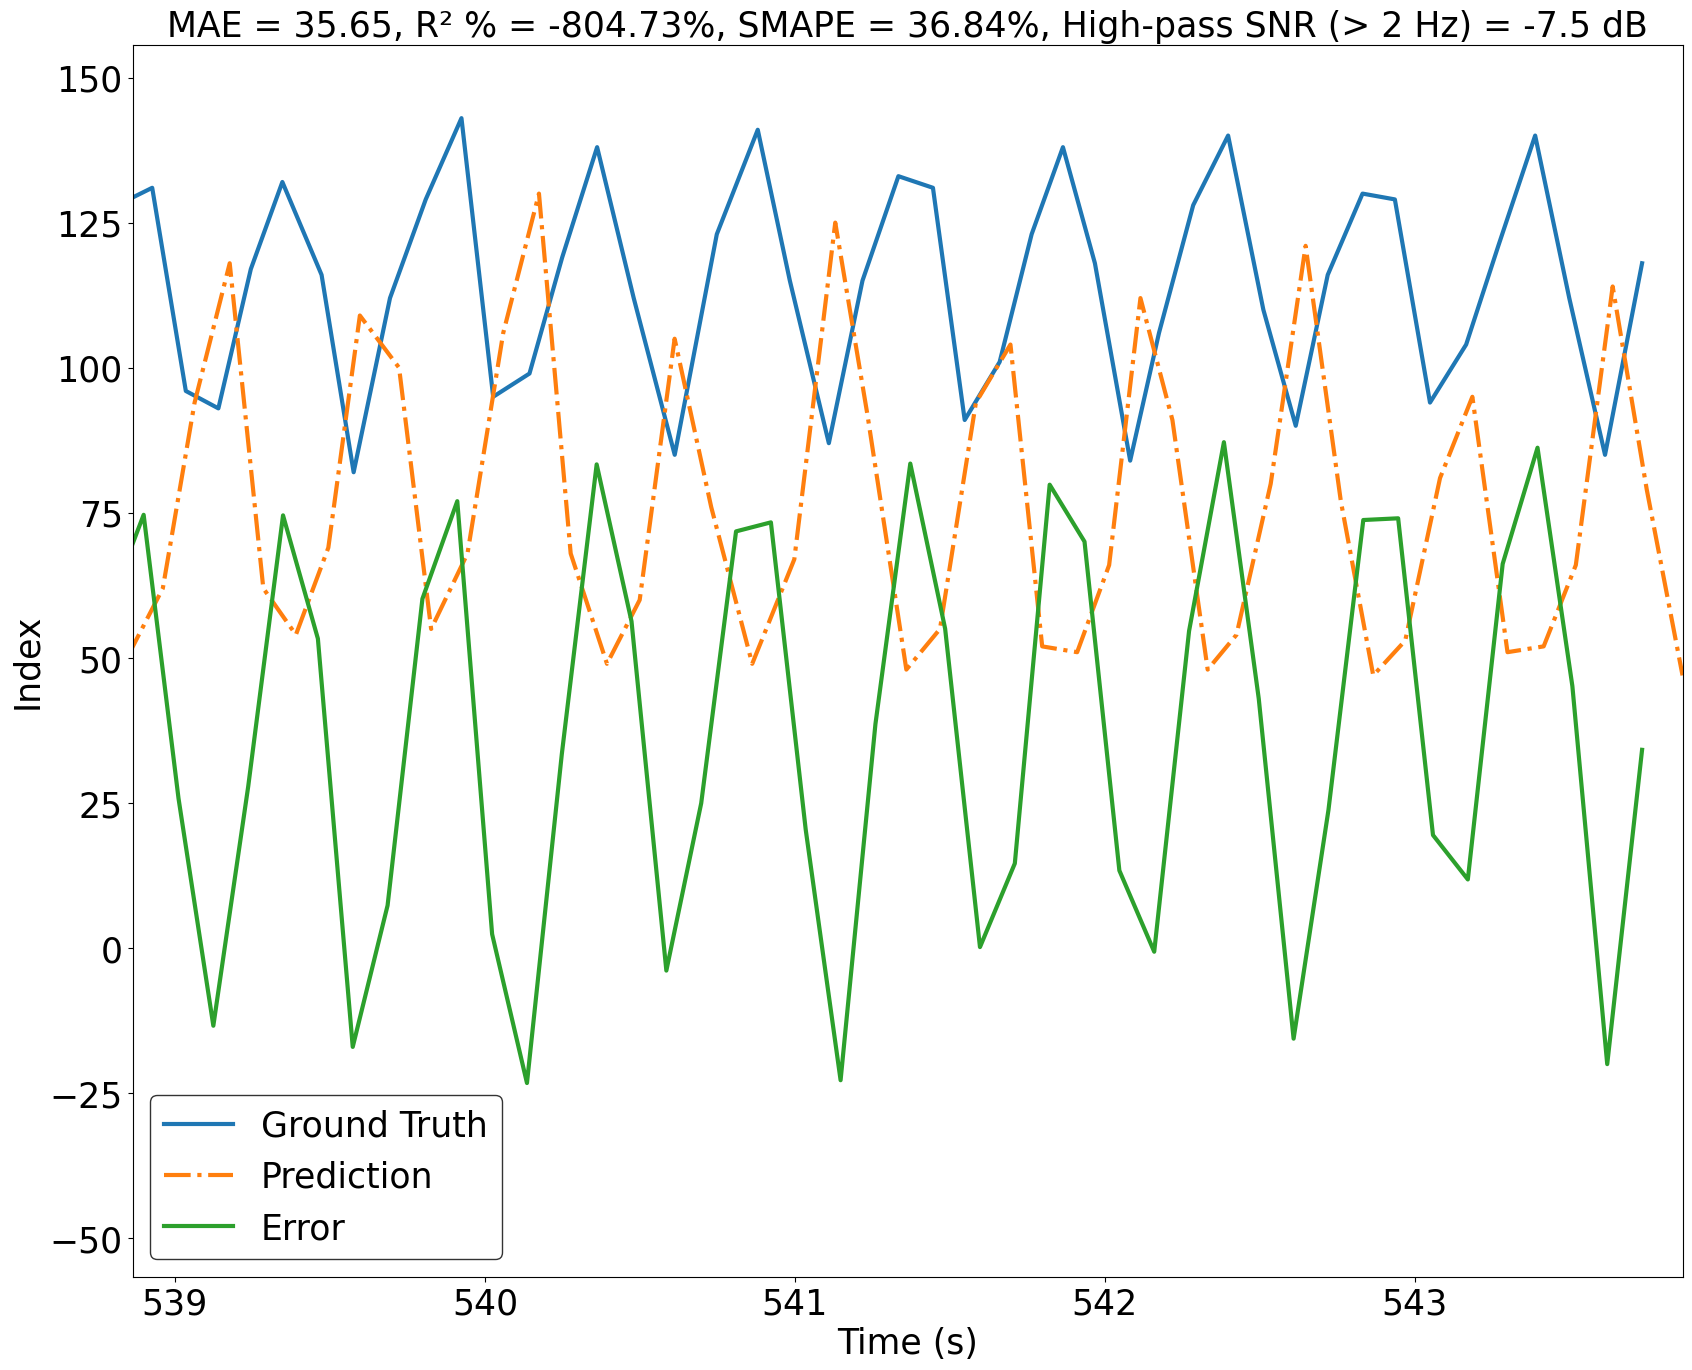 MAE = 35.65, R² % = -804.73%, SMAPE = 36.84%, High-pass SNR (> 2 Hz) = -7.5 dB
150
125
100
75
50
25
0
−25
−50
Index
Ground Truth
Prediction
Error
539 540 541 542 543
Time (s)